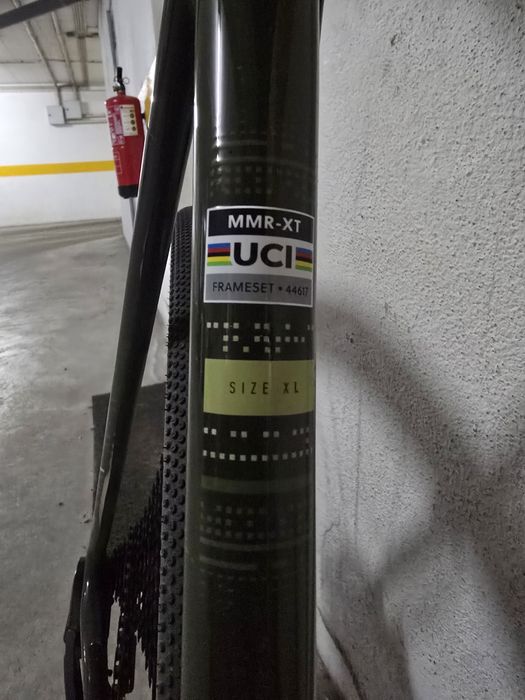 MMR-XT
UCI
FRAMESET • 44617
SIZE XL